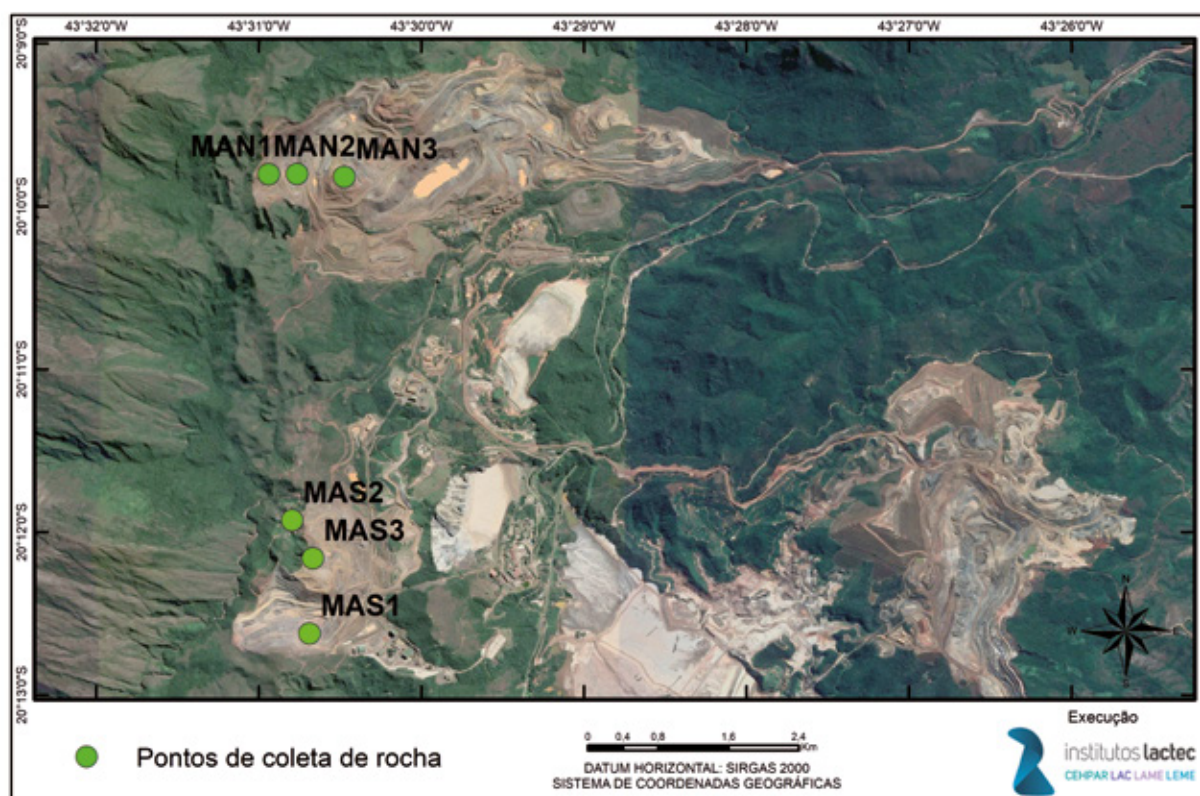 43°32'0"W 43°31'0"W 43°30'0"W 43°29'0"W 43°28'0"W 43°27'0"W 43°26'0"W
20°9'0"S
20°10'0"S
20°11'0"S
20°12'0"S
20°13'0"S
MAN1 MAN2 MAN3
MAS2
MAS3
MAS1
N
W E
Pontos de coleta de rocha
0 0,4 0,8 1,6 2,4
Km
DATUM HORIZONTAL: SIRGAS 2000
SISTEMA DE COORDENADAS GEOGRÁFICAS
Execução
institutos lactec
CEHPAR LAC LAME LEME